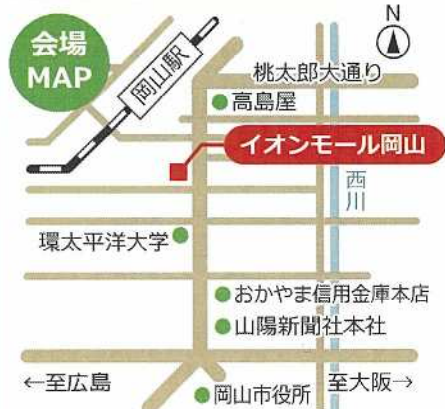 会場
MAP
N
岡山駅
桃太郎大通り
高島屋
イオンモール岡山
西川
環太平洋大学
おかやま信用金庫本店
山陽新聞社本社
←至広島
至大阪→
岡山市役所